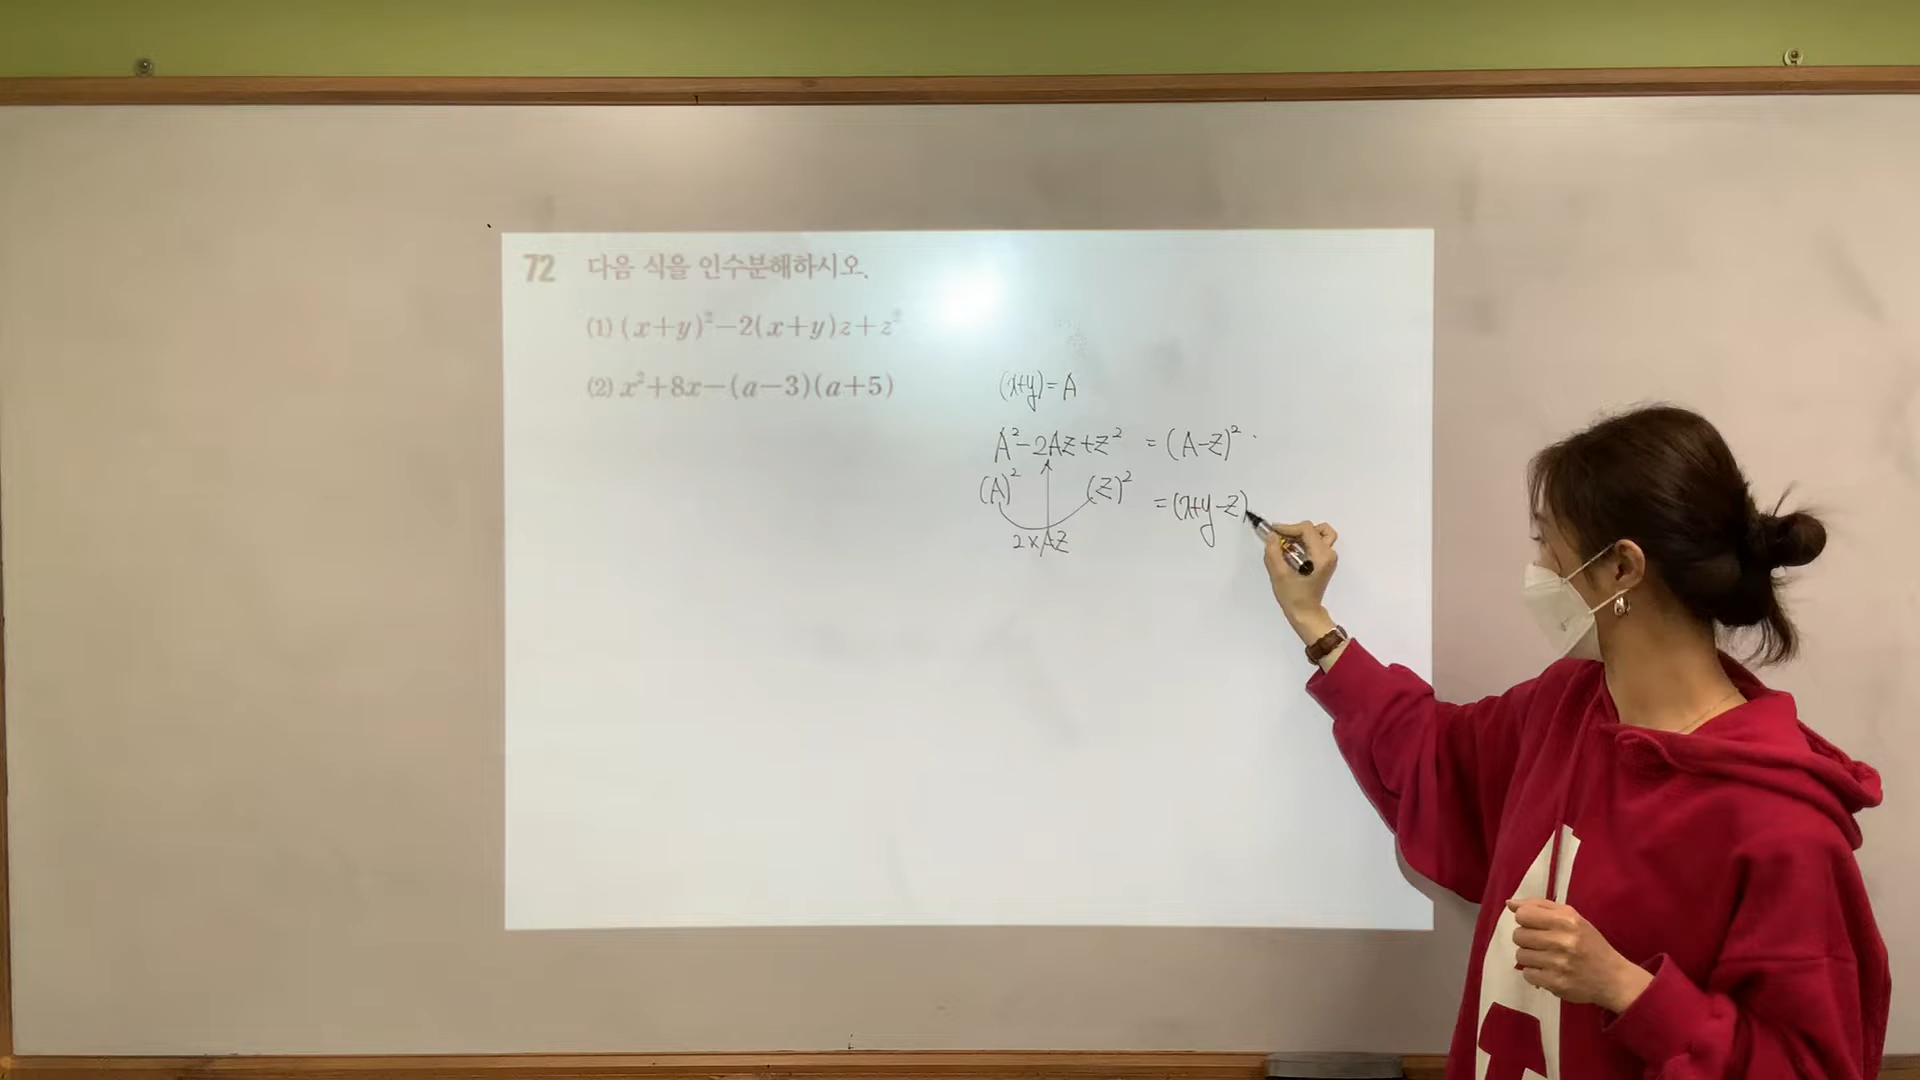 72 다음 식을 인수분해하시오.
(1) (x+y)²-2(x+y)z+z²
(2) x²+8x-(a-3)(a+5)
(x+y)=A
A²-2Az+z² =(A-z)²
(A)² (z)² =(x+y-z)
2×Az